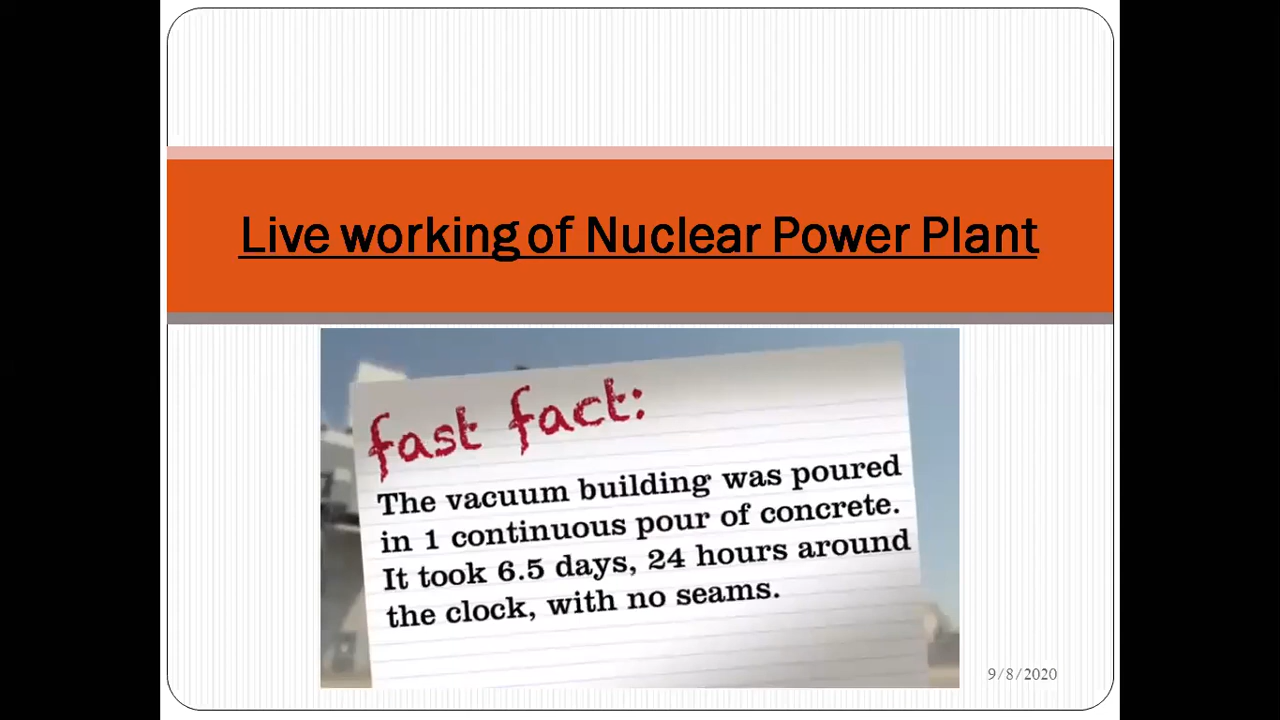 Live working of Nuclear Power Plant
fast fact:
The vacuum building was poured
in 1 continuous pour of concrete.
It took 6.5 days, 24 hours around
the clock, with no seams.
9/8/2020